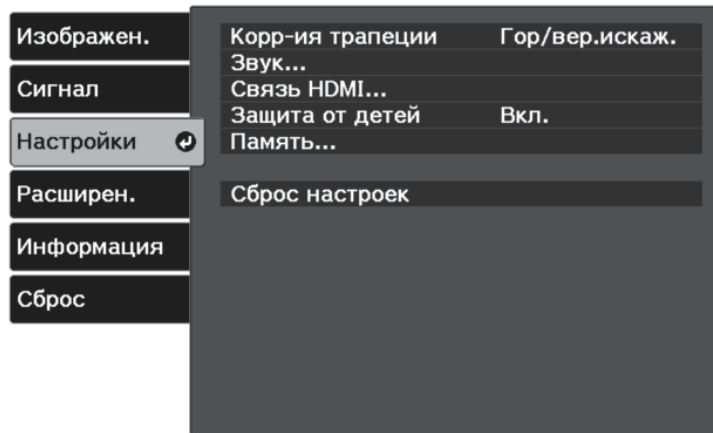 Изображен.
Сигнал
Настройки
Расширен.
Информация
Сброс
Корр-ия трапеции Гор/вер.искаж.
Звук...
Связь HDMI...
Защита от детей Вкл.
Память...
Сброс настроек